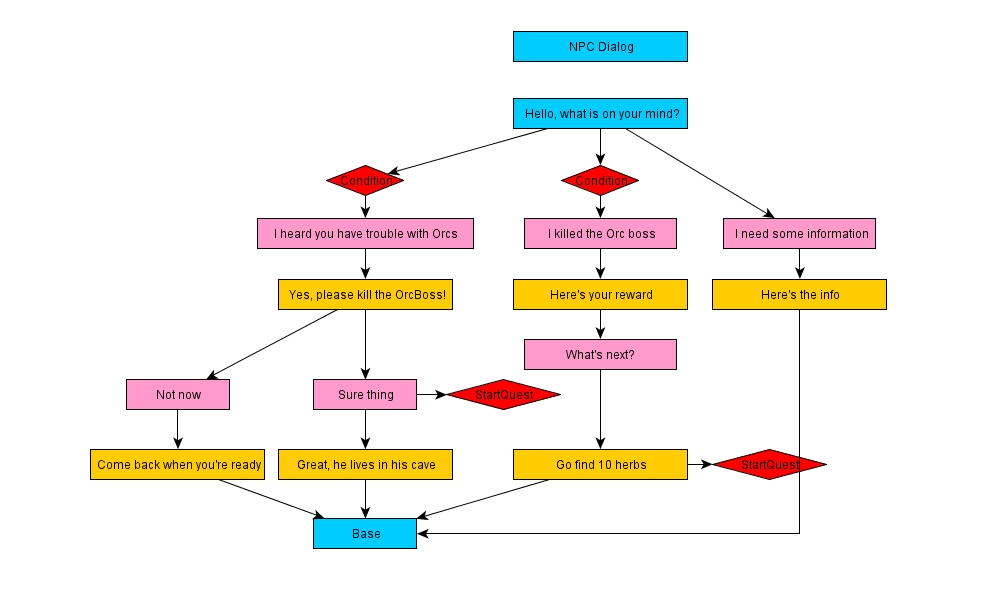 NPC Dialog
Hello, what is on your mind?
Condition
Condition
I heard you have trouble with Orcs
I killed the Orc boss
I need some information
Yes, please kill the OrcBoss!
Here's your reward
Here's the info
What's next?
Not now
Sure thing
StartQuest
Come back when you're ready
Great, he lives in his cave
Go find 10 herbs
StartQuest
Base